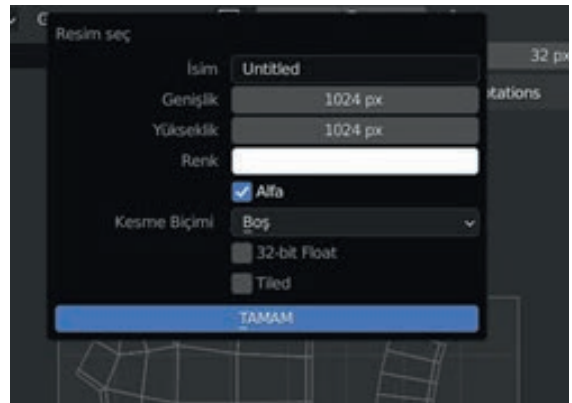 Resim seç
32 px
İsim Untitled
Genişlik 1024 px
tations
Yükseklik 1024 px
Renk
Alfa
Kesme Biçimi Boş
32-bit Float
Tiled
TAMAM